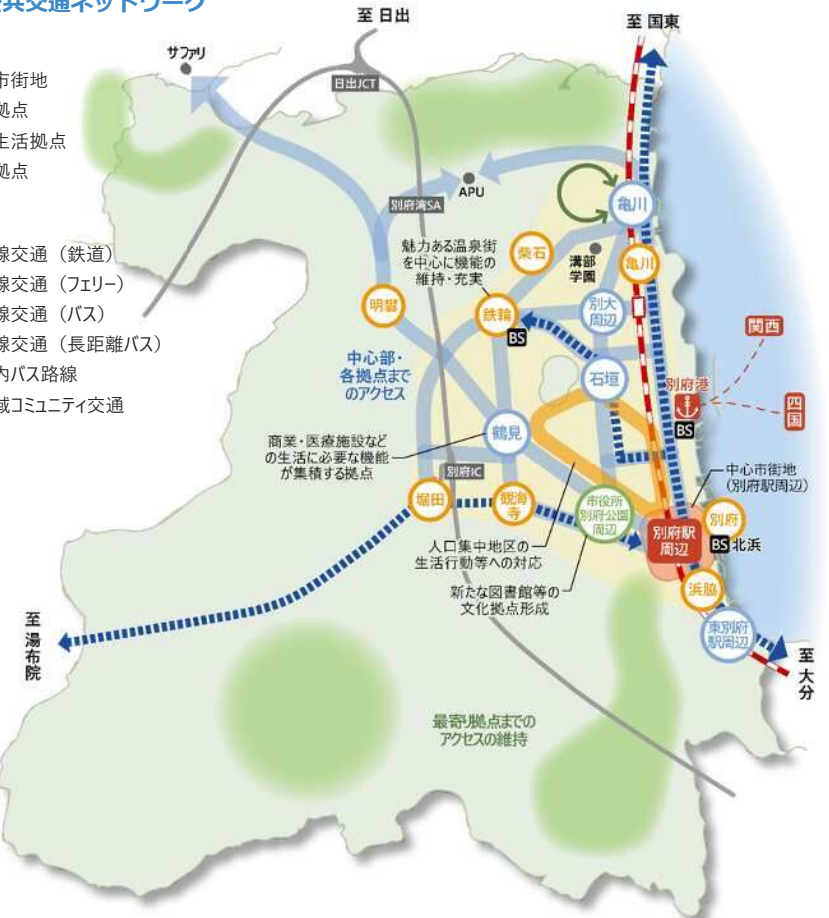 共交通ネットワーク
至 日出
至 国東
サファリ
市街地
拠点
生活拠点
拠点
日出JCT
APU
別府湾SA
亀川
魅力ある温泉街
を中心に機能の
維持・充実
柴石
溝部
学園
亀川
線交通（鉄道）
線交通（フェリー）
線交通（バス）
線交通（長距離バス）
内バス路線
域コミュニティ交通
明礬
鉄輪
BS
別大
周辺
関西
中心部・
各拠点まで
のアクセス
石垣
別府港
BS
四国
鶴見
商業・医療施設など
の生活に必要な機能
が集積する拠点
別府IC
中心市街地
（別府駅周辺）
堀田
観海
寺
市役所
別府公園
周辺
別府駅
周辺
別府
BS 北浜
人口集中地区の
生活行動等への対応
新たな図書館等の
文化拠点形成
浜脇
東別府
駅周辺
至 湯布院
至 大分
最寄り拠点までの
アクセスの維持